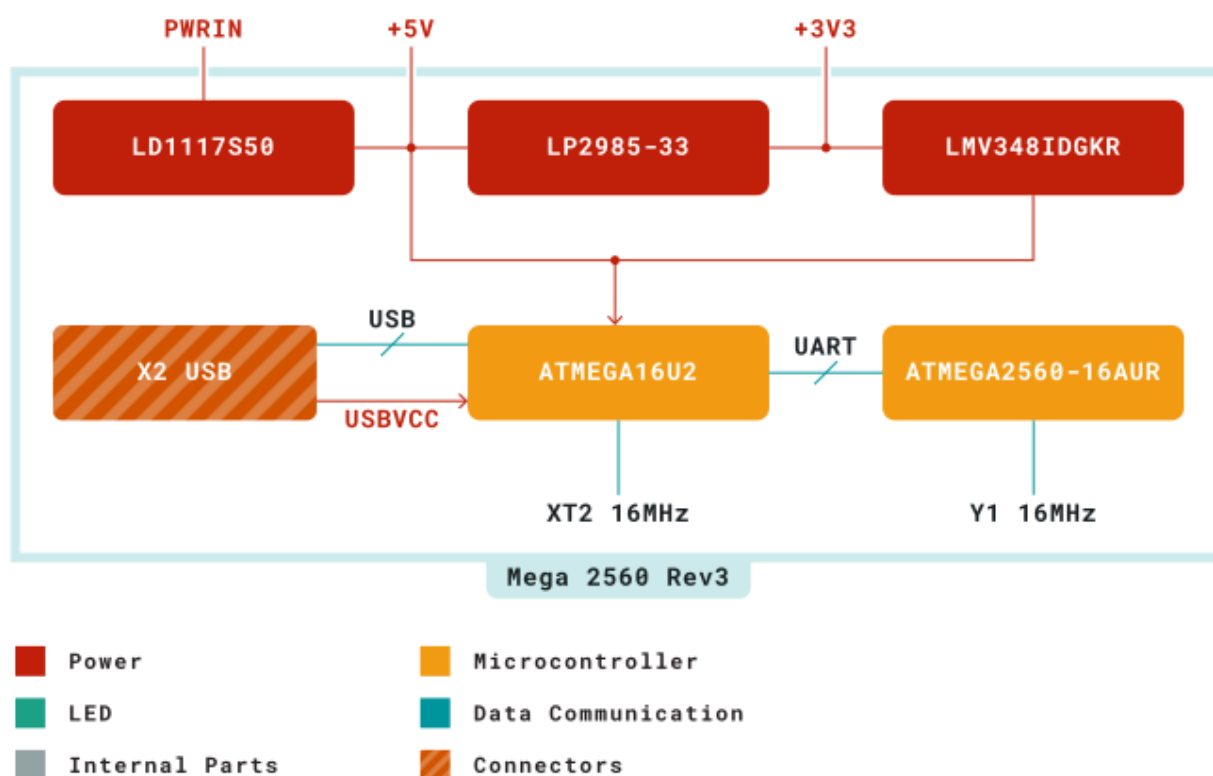 PWRIN
+5V
+3V3
LD1117S50
LP2985-33
LMV348IDGKR
USB
UART
X2 USB
ATMEGA16U2
ATMEGA2560-16AUR
USBVCC
XT2 16MHz
Y1 16MHz
Mega 2560 Rev3
Power
Microcontroller
LED
Data Communication
Internal Parts
Connectors